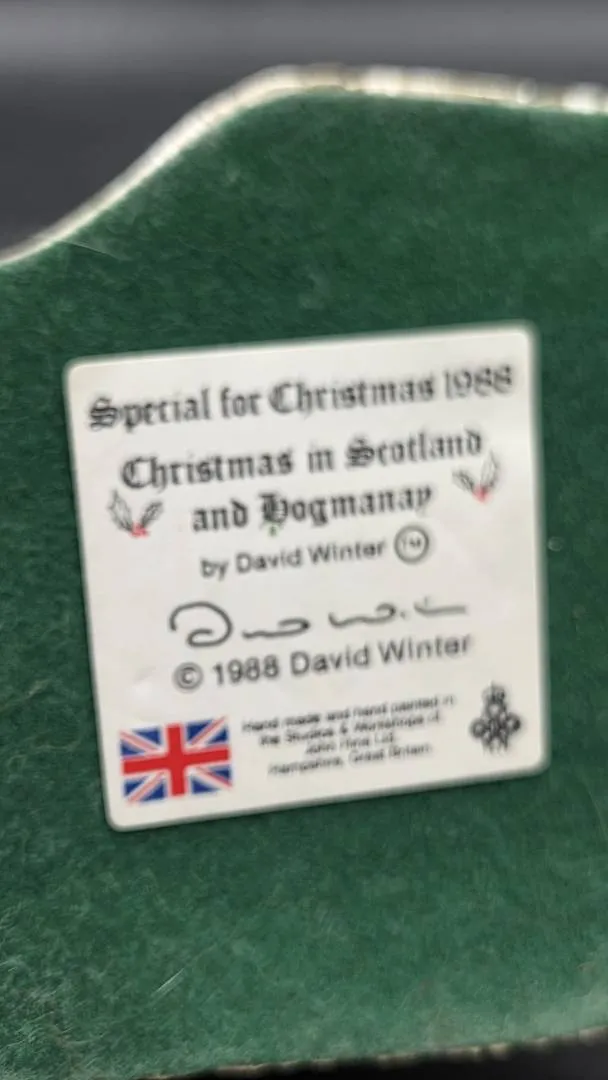 Special for Christmas 1988
Christmas in Scotland
and Hogmanay
by David Winter TM
© 1988 David Winter
Hand made and hand painted in
the Studios & Workshops of
John Hine Ltd.
Hampshire, Great Britain.